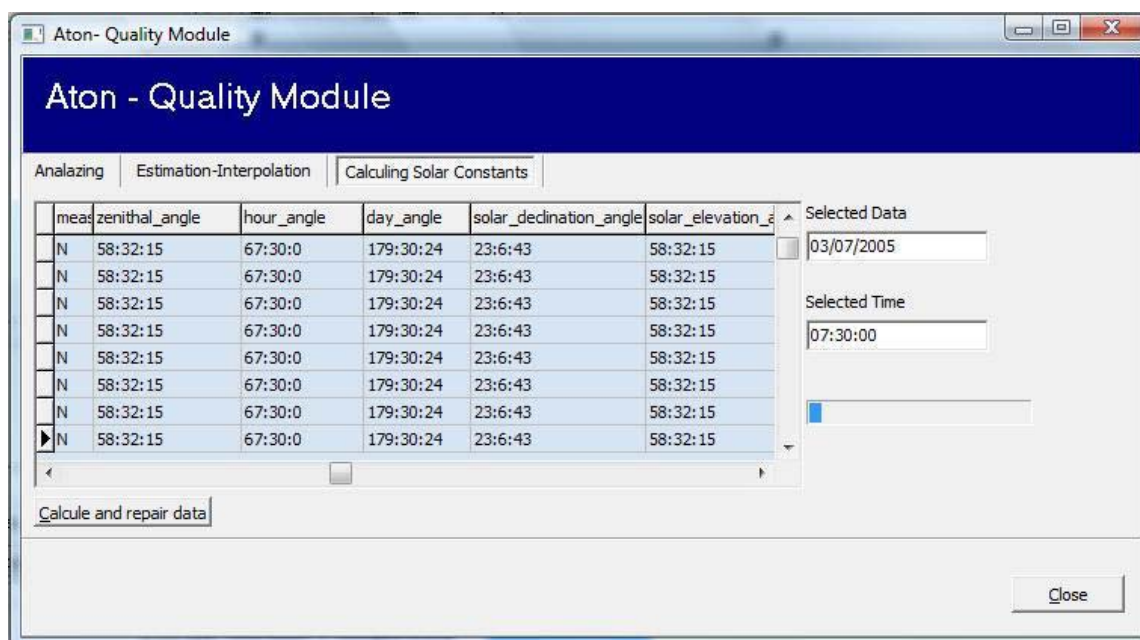 Aton- Quality Module
Aton - Quality Module
Analazing Estimation-Interpolation Calculing Solar Constants
meas zenithal_angle hour_angle day_angle solar_declination_angle solar_elevation_a
N 58:32:15 67:30:0 179:30:24 23:6:43 58:32:15
N 58:32:15 67:30:0 179:30:24 23:6:43 58:32:15
N 58:32:15 67:30:0 179:30:24 23:6:43 58:32:15
N 58:32:15 67:30:0 179:30:24 23:6:43 58:32:15
N 58:32:15 67:30:0 179:30:24 23:6:43 58:32:15
N 58:32:15 67:30:0 179:30:24 23:6:43 58:32:15
N 58:32:15 67:30:0 179:30:24 23:6:43 58:32:15
N 58:32:15 67:30:0 179:30:24 23:6:43 58:32:15
Selected Data
03/07/2005
Selected Time
07:30:00
Calcule and repair data
Close